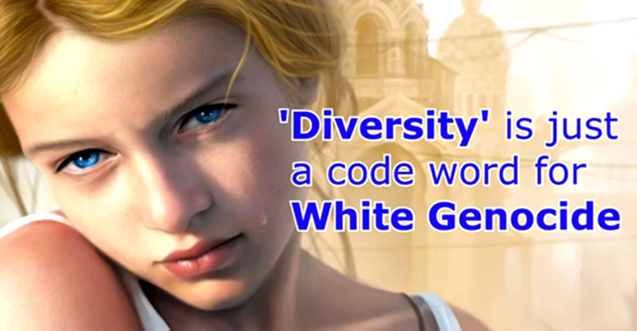 'Diversity' is just
a code word for
White Genocide